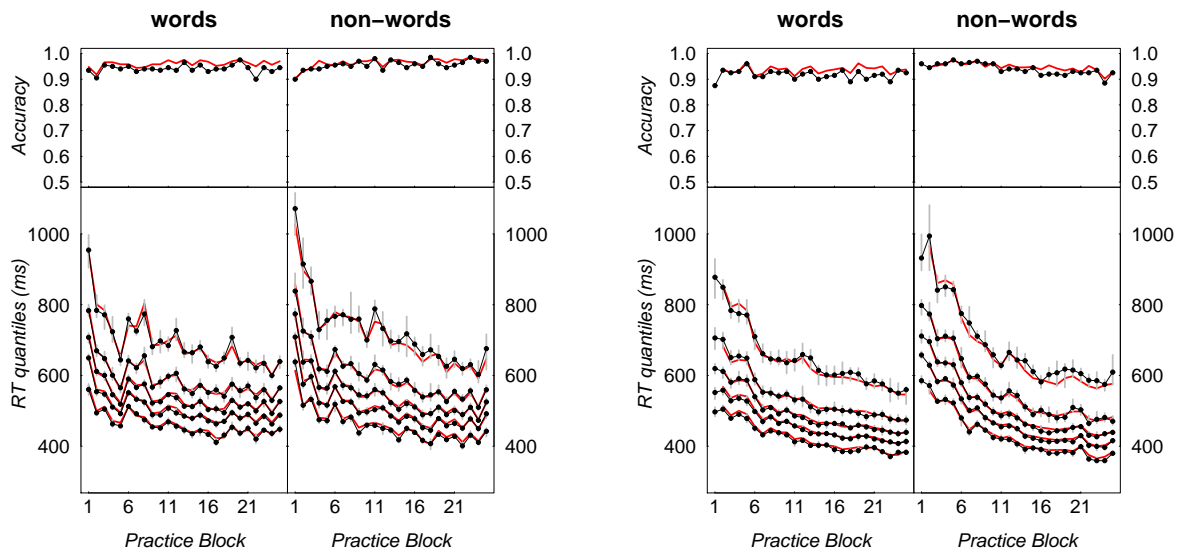 words non-words words non-words
1.0 1.0 1.0 1.0
0.9 0.9 0.9 0.9
0.8 0.8 0.8 0.8
0.7 0.7 0.7 0.7
0.6 0.6 0.6 0.6
0.5 0.5 0.5 0.5
Accuracy Accuracy
1000 1000 1000 1000
800 800 800 800
600 600 600 600
400 400 400 400
RT quantiles (ms) RT quantiles (ms)
1 6 11 16 21 1 6 11 16 21 1 6 11 16 21 1 6 11 16 21
Practice Block Practice Block Practice Block Practice Block